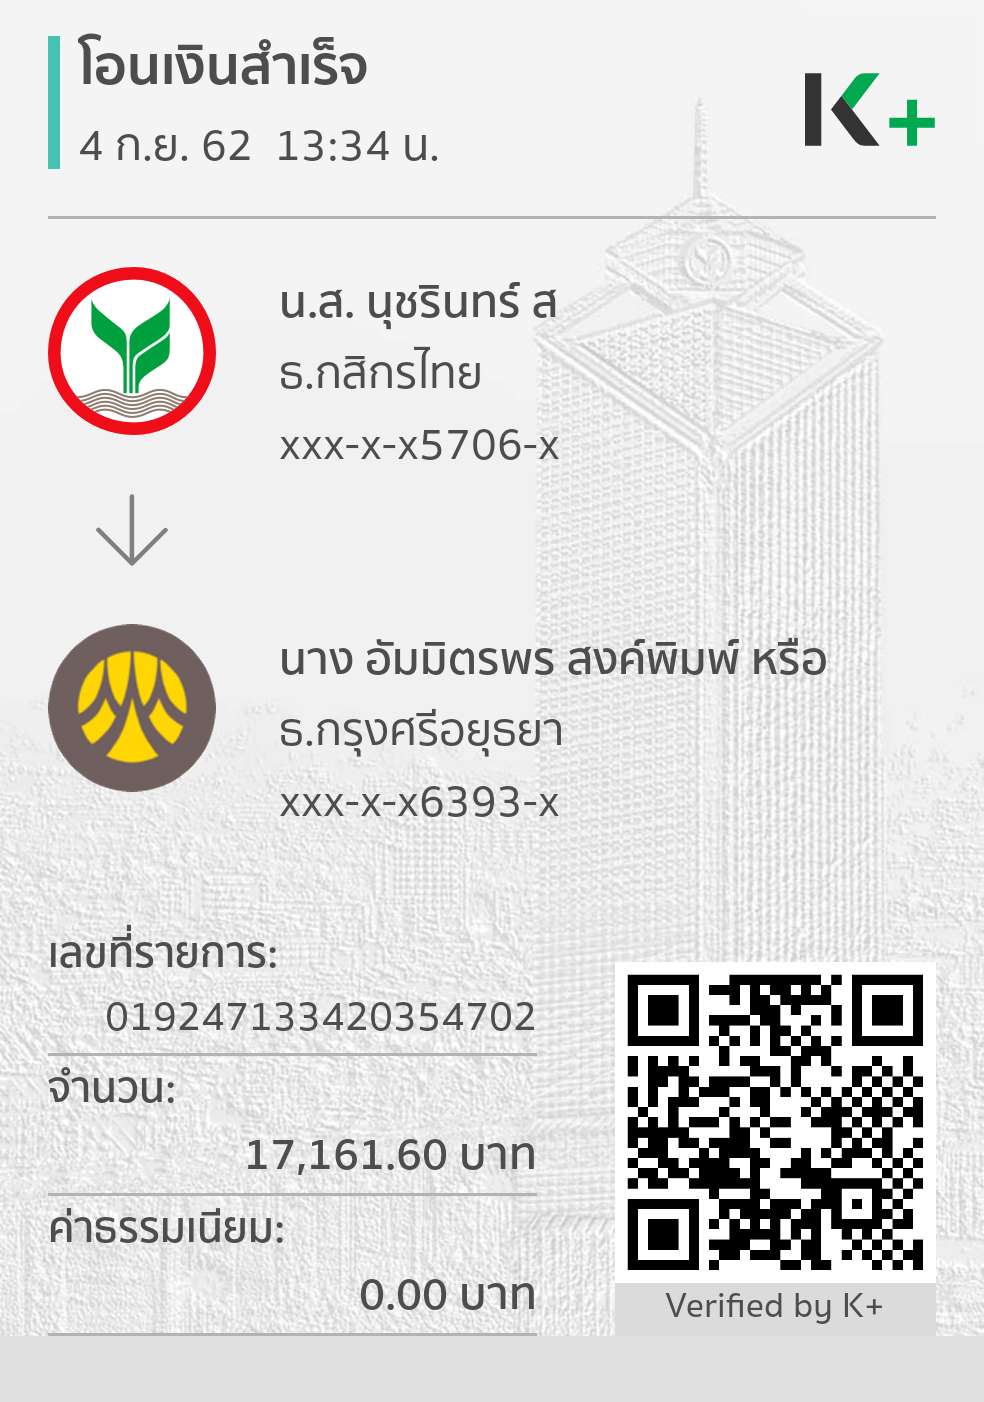 โอนเงินสำเร็จ
4 ก.ย. 62  13:34 น.
K+
น.ส. นุชรินทร์ ส
ธ.กสิกรไทย
xxx-x-x5706-x
นาง อัมมิตรพร สงค์พิมพ์ หรือ
ธ.กรุงศรีอยุธยา
xxx-x-x6393-x
เลขที่รายการ:
019247133420354702
จำนวน:
17,161.60 บาท
ค่าธรรมเนียม:
0.00 บาท
Verified by K+